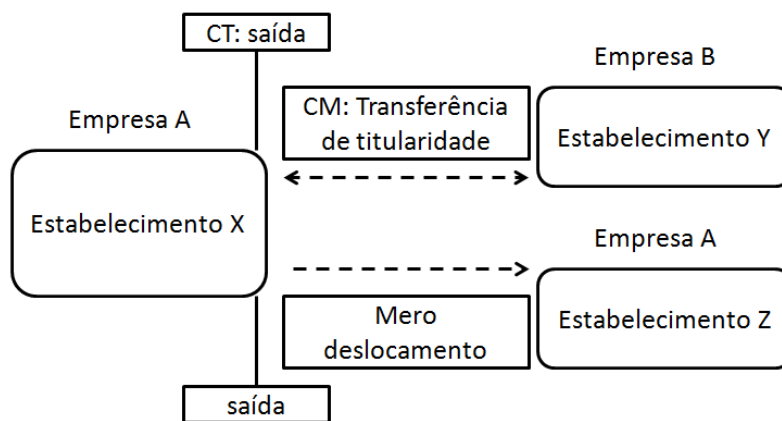 CT: saída
Empresa B
CM: Transferência
de titularidade
Empresa A
Estabelecimento Y
Estabelecimento X
Empresa A
Mero
deslocamento
Estabelecimento Z
saída